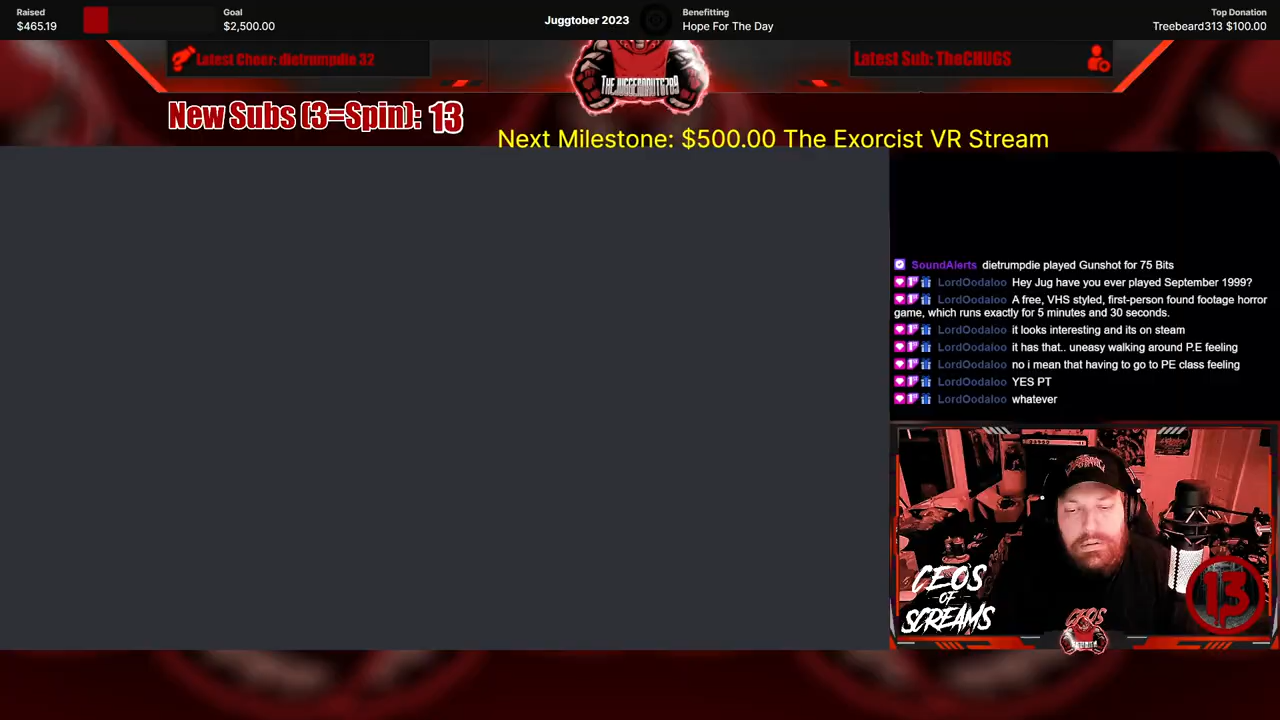 Raised
$465.19
Goal
$2,500.00
Juggtober 2023
Benefitting
Hope For The Day
Top Donation
Treebeard313 $100.00
Latest Cheer: dietrumpdie 32
THEJUGGERNAUT6789
Latest Sub: TheCHUGS
New Subs (3=Spin): 13
Next Milestone: $500.00 The Exorcist VR Stream
SoundAlerts dietrumpdie played Gunshot for 75 Bits
LordOodaloo Hey Jug have you ever played September 1999?
LordOodaloo A free, VHS styled, first-person found footage horror
game, which runs exactly for 5 minutes and 30 seconds.
LordOodaloo it looks interesting and its on steam
LordOodaloo it has that.. uneasy walking around P.E feeling
LordOodaloo no i mean that having to go to PE class feeling
LordOodaloo YES PT
LordOodaloo whatever
CEOS
OF
SCREAMS
13
CEOS